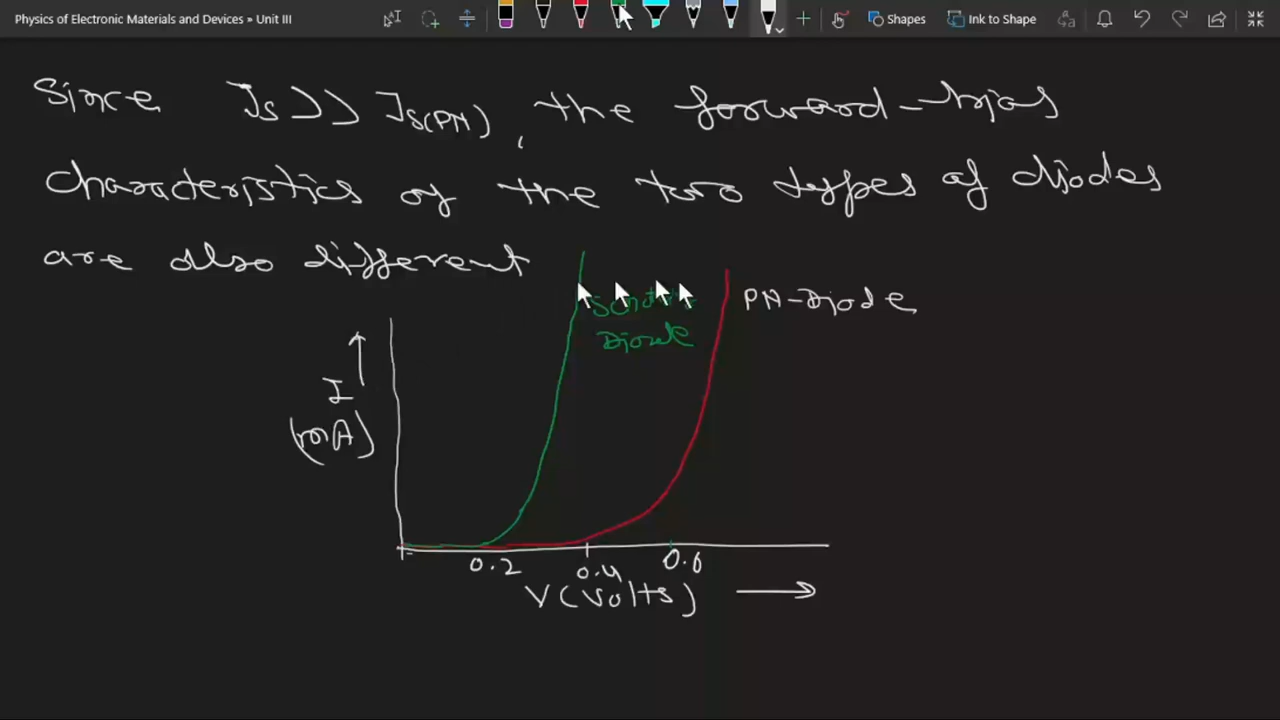 Physics of Electronic Materials and Devices » Unit III
Shapes
Ink to Shape
Since Js >> Js(PN), the forward-bias
characteristics of the two types of diodes
are also different
Diode
PN-Diode
I
(mA)
0.2
0.4
0.6
V (Volts)